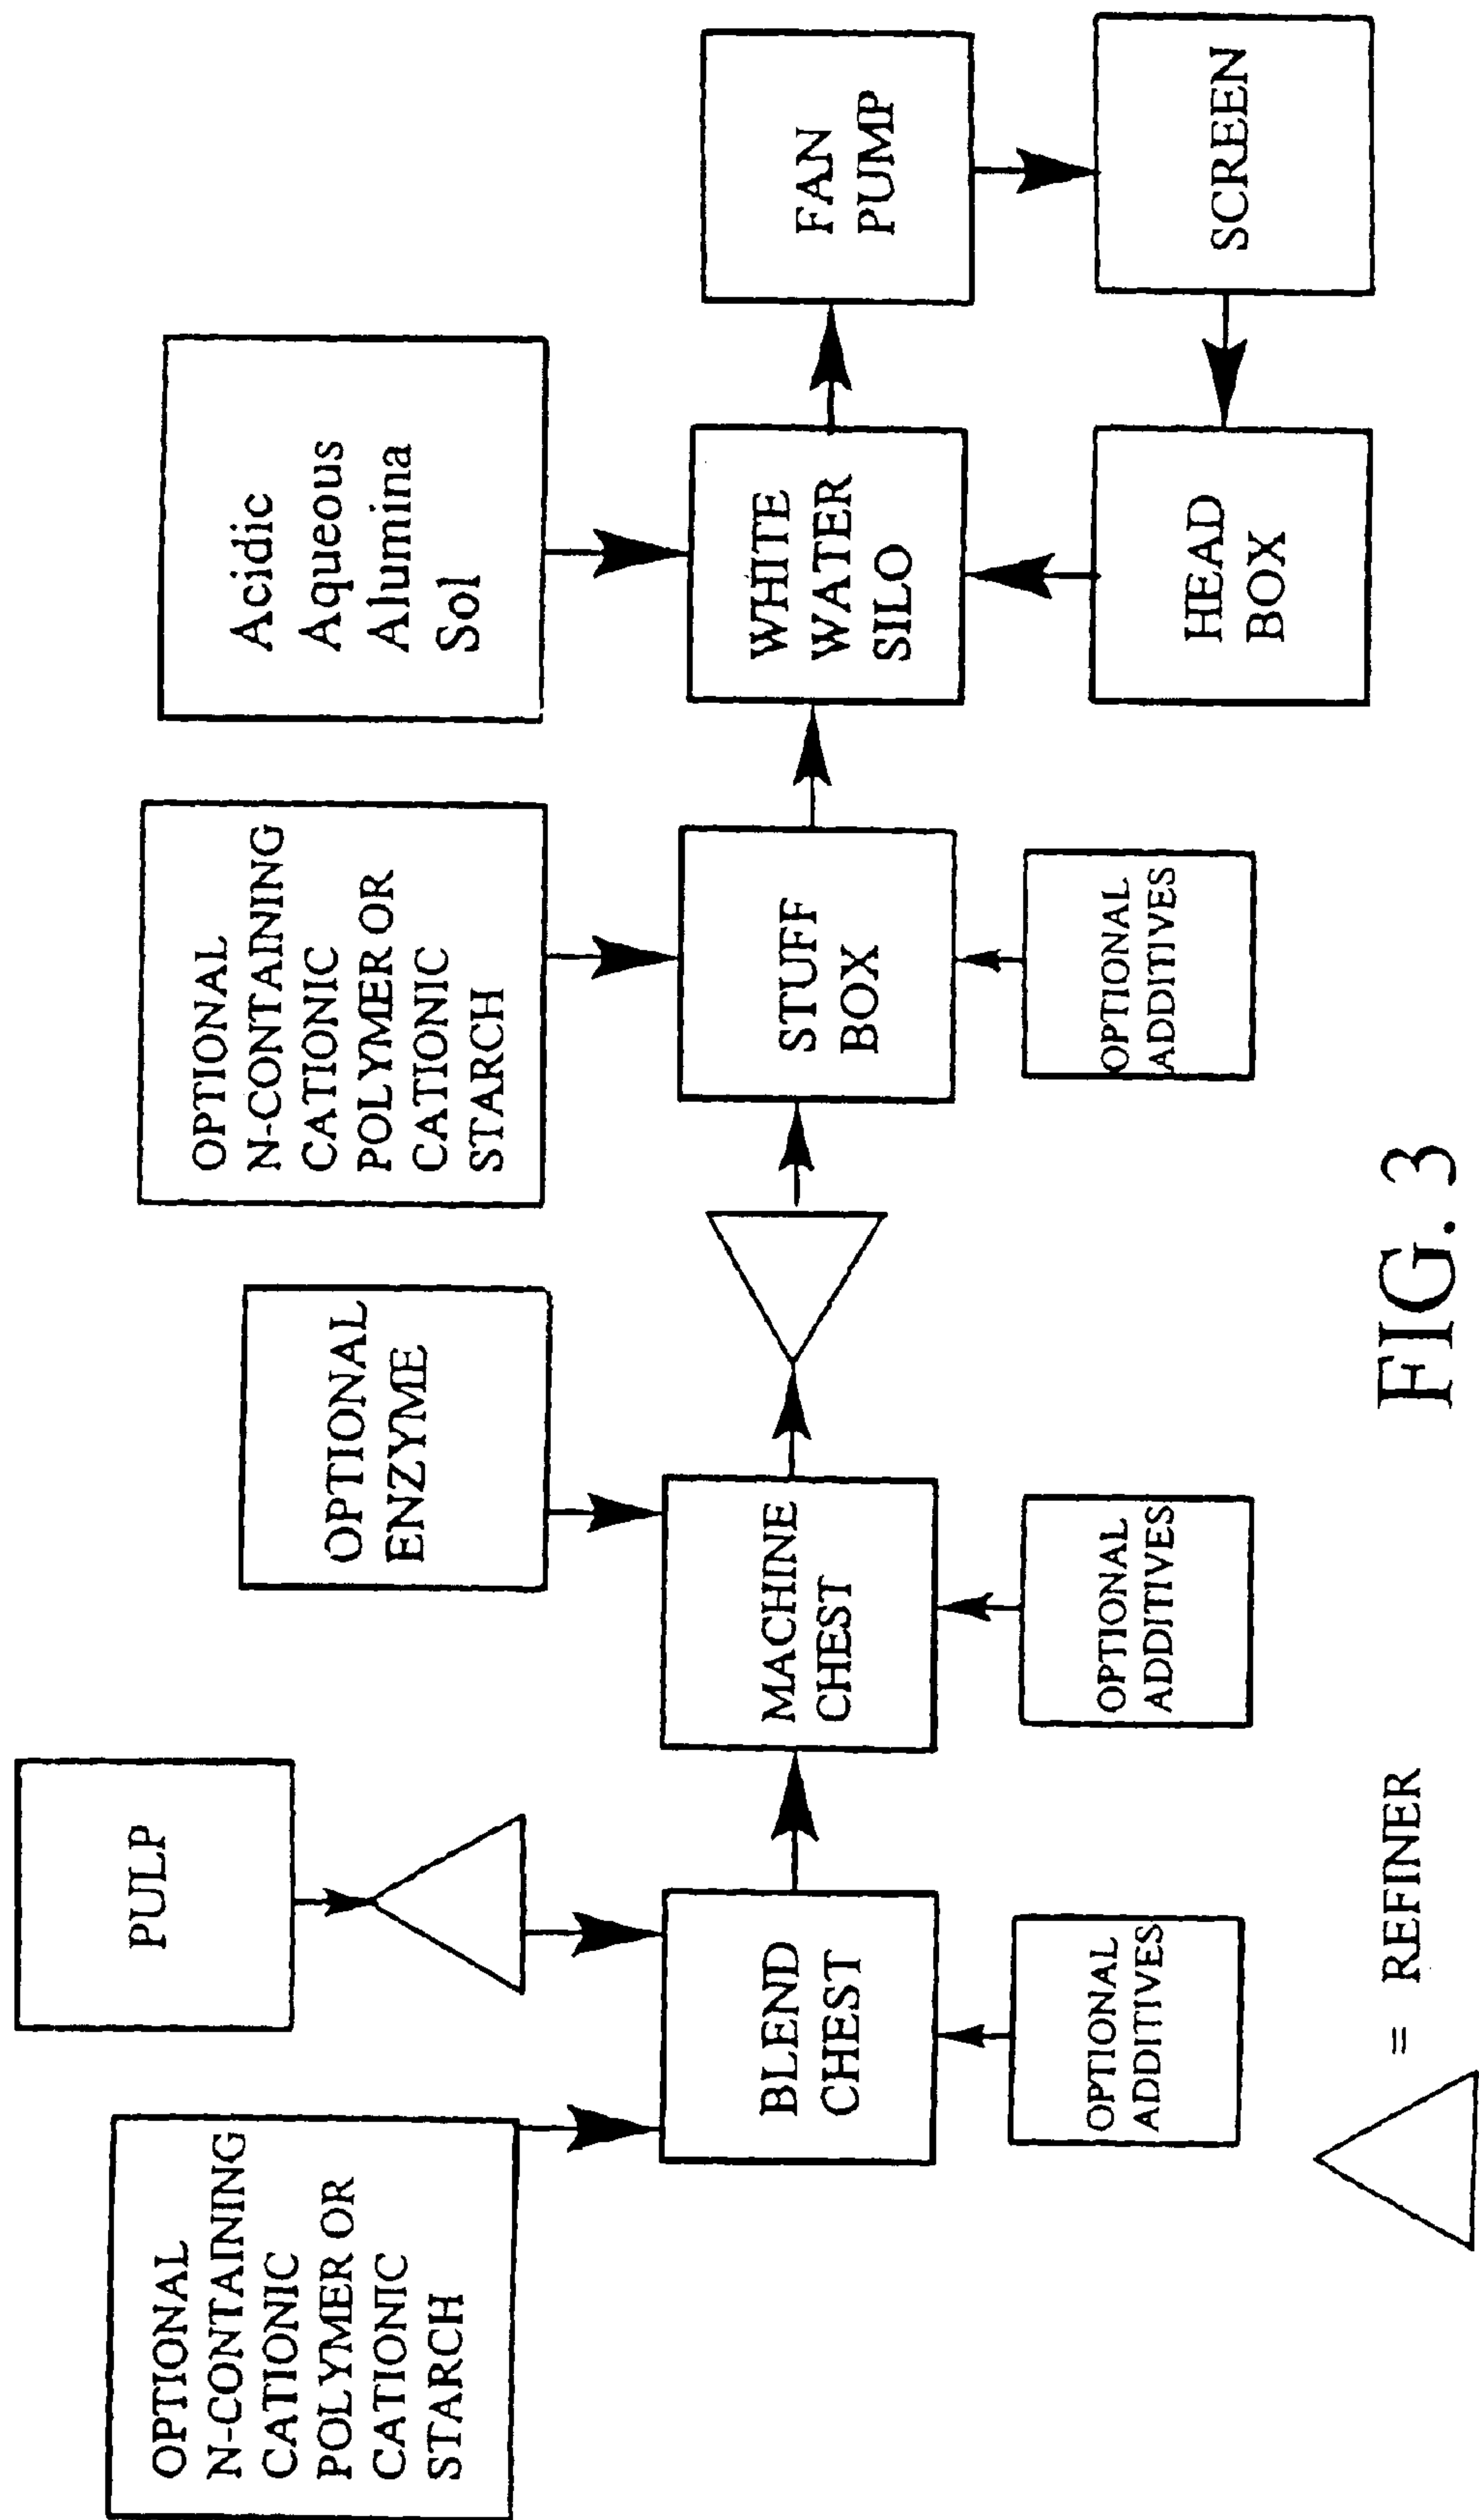 PULP
OPTIONAL
N-CONTAINING
CATIONIC
POLYMER OR
CATIONIC
STARCH
OPTIONAL
ENZYME
OPTIONAL
N-CONTAINING
CATIONIC
POLYMER OR
CATIONIC
STARCH
Acidic
Aqueous
Alumina
Sol
BLEND
CHEST
MACHINE
CHEST
STUFF
BOX
WHITE
WATER
SILO
FAN
PUMP
OPTIONAL
ADDITIVES
OPTIONAL
ADDITIVES
OPTIONAL
ADDITIVES
HEAD
BOX
SCREEN
= REFINER
FIG. 3